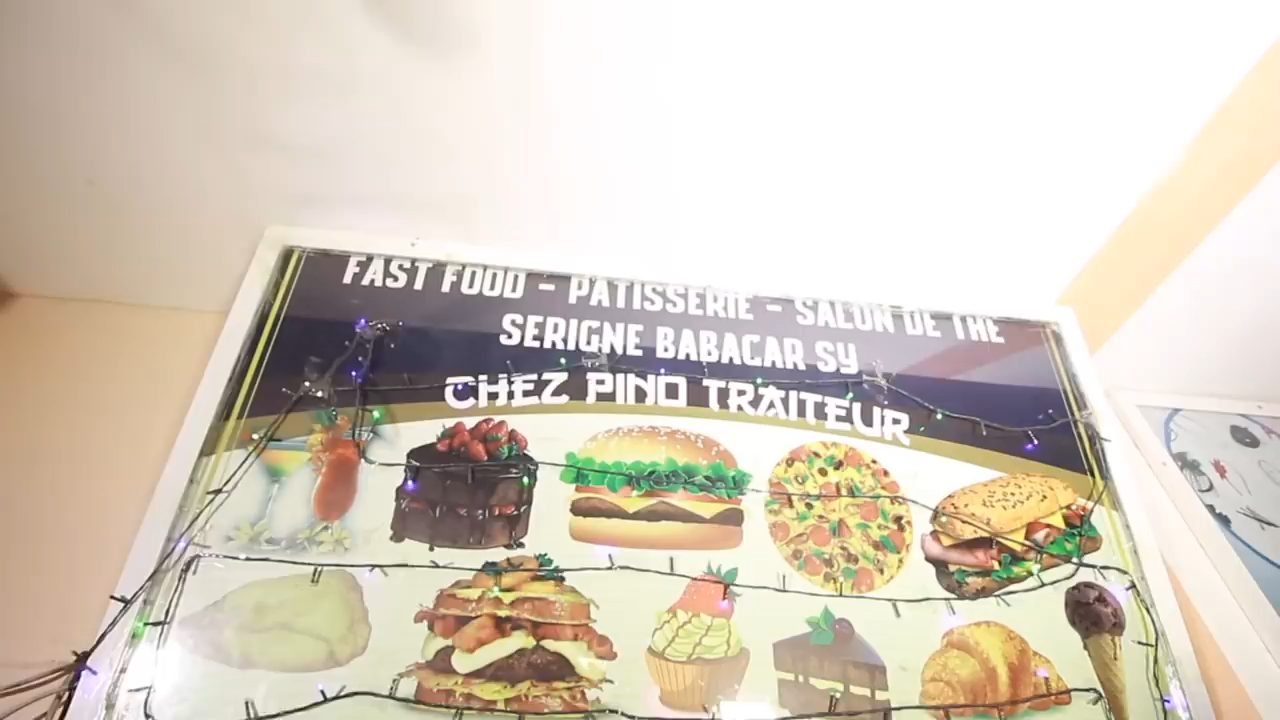 FAST FOOD - PATISSERIE - SALON DE THE
SERIGNE BABACAR SY
CHEZ PINO TRAITEUR